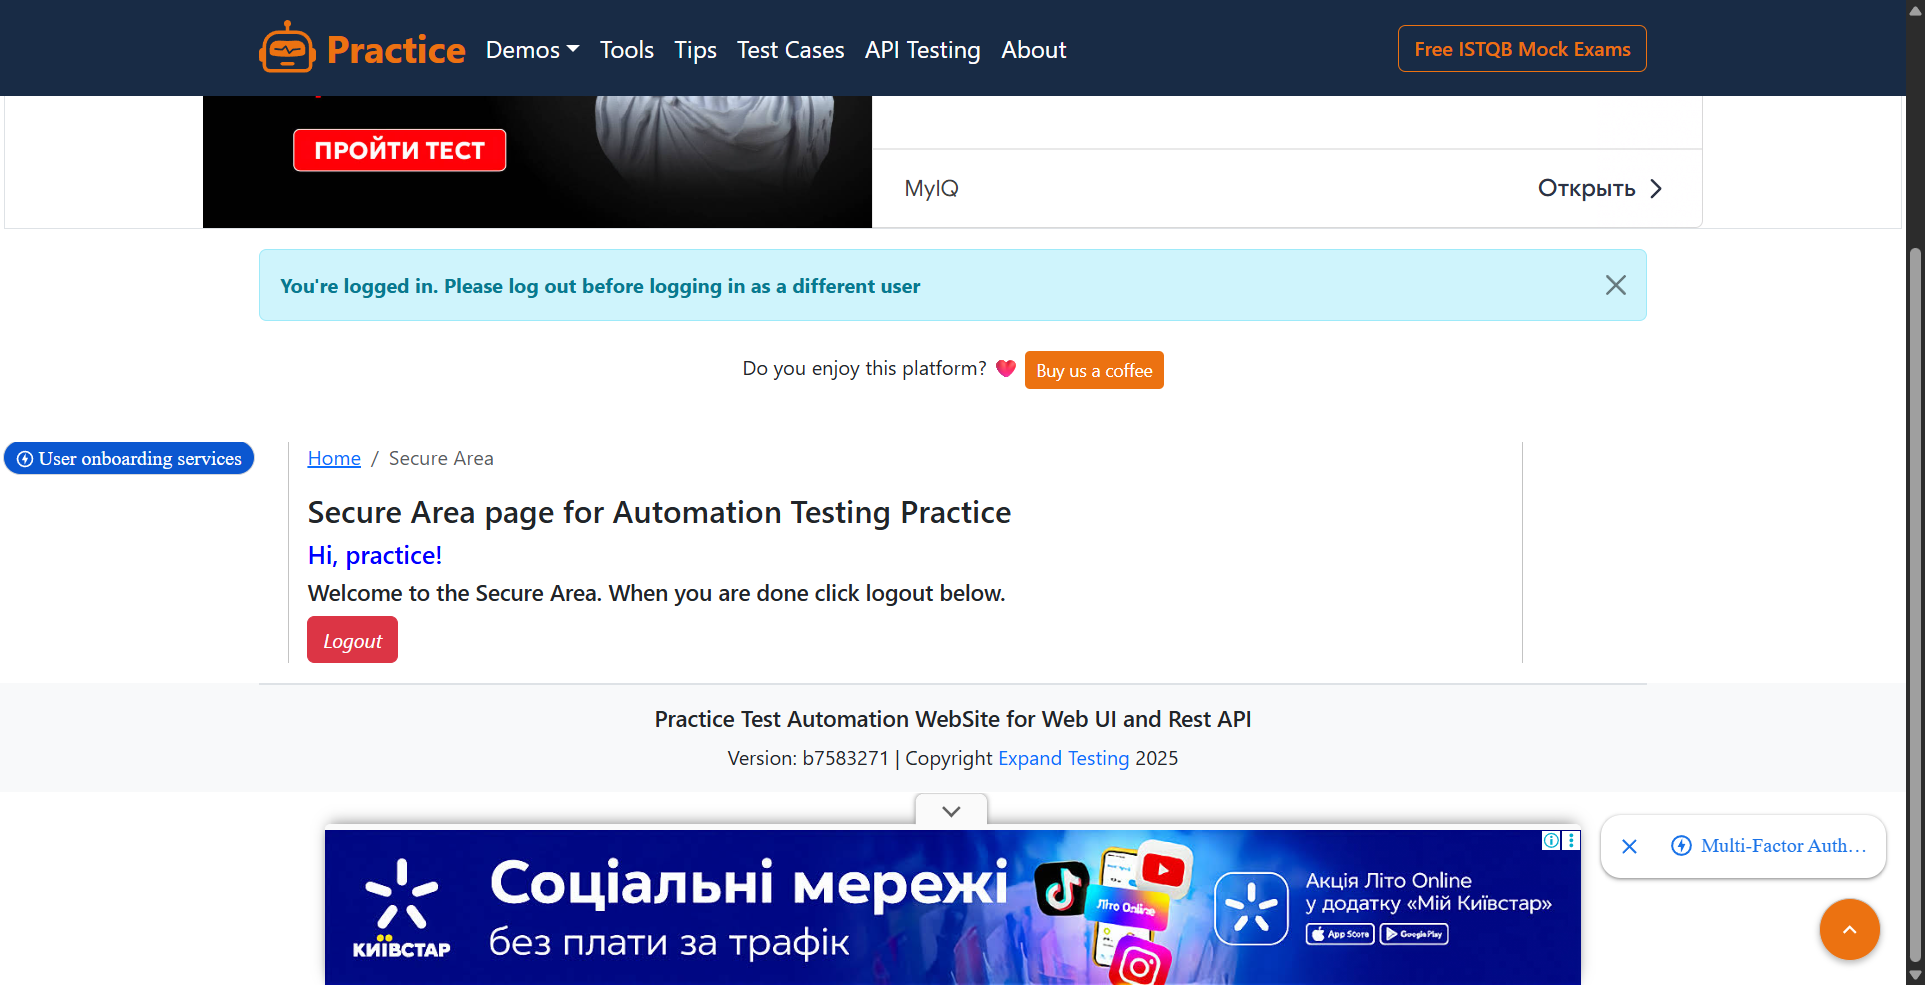 Practice Demos Tools Tips Test Cases API Testing About Free ISTQB Mock Exams
ПРОЙТИ ТЕСТ
MyIQ Открыть
You're logged in. Please log out before logging in as a different user
Do you enjoy this platform? Buy us a coffee
User onboarding services
Home / Secure Area
Secure Area page for Automation Testing Practice
Hi, practice!
Welcome to the Secure Area. When you are done click logout below.
Logout
Practice Test Automation WebSite for Web UI and Rest API
Version: b7583271 | Copyright Expand Testing 2025
КИЇВСТАР
Соціальні мережі
без плати за трафік
Літо Online
Акція Літо Online
у додатку «Мій Київстар»
App Store Google Play
Multi-Factor Auth...